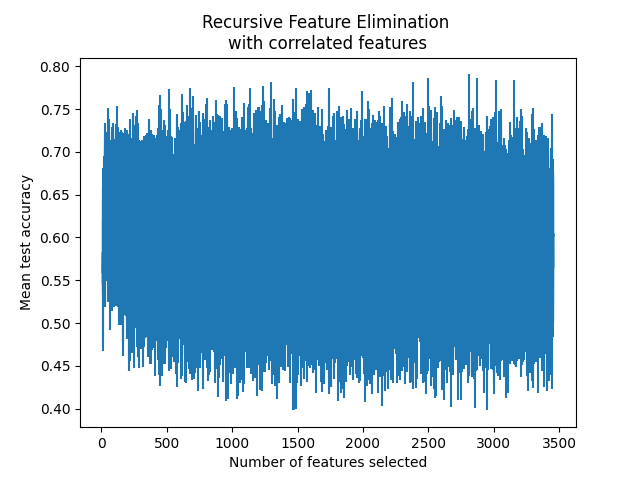 Recursive Feature Elimination
with correlated features
0.80
0.75
0.70
0.65
0.60
0.55
0.50
0.45
0.40
Mean test accuracy
0 500 1000 1500 2000 2500 3000 3500
Number of features selected